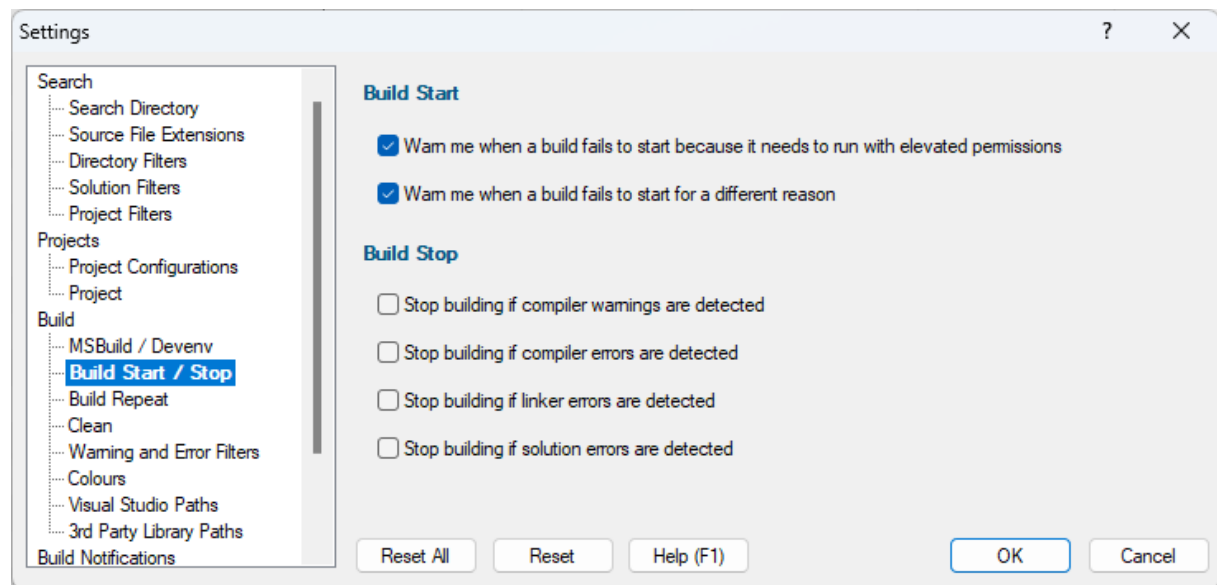 Settings
?
Search
Search Directory
Source File Extensions
Directory Filters
Solution Filters
Project Filters
Projects
Project Configurations
Project
Build
MSBuild / Devenv
Build Start / Stop
Build Repeat
Clean
Warning and Error Filters
Colours
Visual Studio Paths
3rd Party Library Paths
Build Notifications
Build Start
Warn me when a build fails to start because it needs to run with elevated permissions
Warn me when a build fails to start for a different reason
Build Stop
Stop building if compiler warnings are detected
Stop building if compiler errors are detected
Stop building if linker errors are detected
Stop building if solution errors are detected
Reset All
Reset
Help (F1)
OK
Cancel